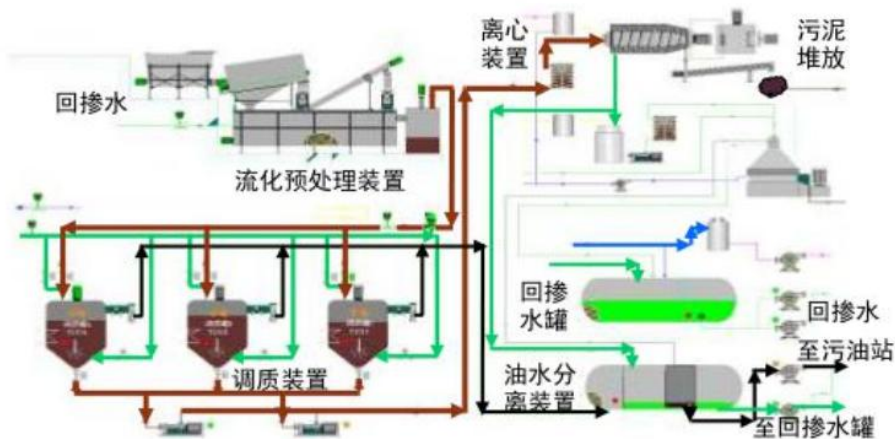 离心
装置
污泥
堆放
回掺水
流化预处理装置
回掺
水罐
回掺水
至污油站
调质装置
油水分
离装置
至回掺水罐